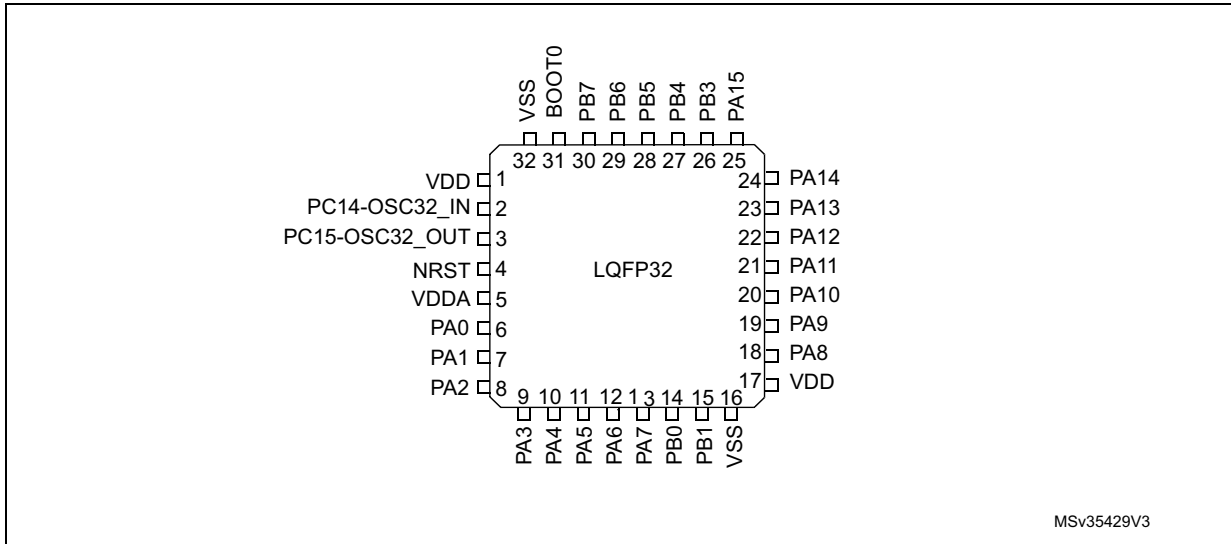 VSS
BOOT0
PB7
PB6
PB5
PB4
PB3
PA15
32 31 30 29 28 27 26 25
VDD 1
PC14-OSC32_IN 2
PC15-OSC32_OUT 3
NRST 4
VDDA 5
PA0 6
PA1 7
PA2 8
LQFP32
24 PA14
23 PA13
22 PA12
21 PA11
20 PA10
19 PA9
18 PA8
17 VDD
9 10 11 12 1 3 14 15 16
PA3
PA4
PA5
PA6
PA7
PB0
PB1
VSS
MSv35429V3